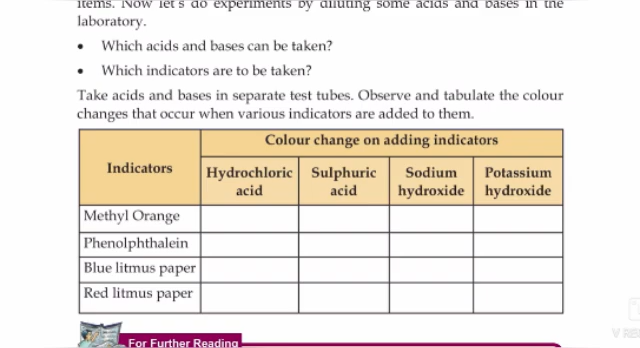 items. Now let's do experiments by diluting some acids and bases in the
laboratory.
• Which acids and bases can be taken?
• Which indicators are to be taken?
Take acids and bases in separate test tubes. Observe and tabulate the colour
changes that occur when various indicators are added to them.
Indicators
Colour change on adding indicators
Hydrochloric acid
Sulphuric acid
Sodium hydroxide
Potassium hydroxide
Methyl Orange
Phenolphthalein
Blue litmus paper
Red litmus paper
For Further Reading